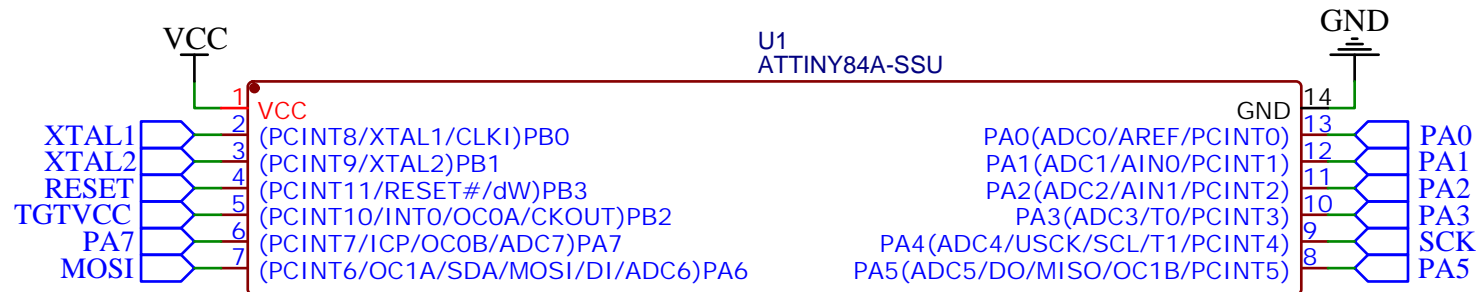 VCC
U1
GND
ATTINY84A-SSU
1
VCC
GND
14
XTAL1
2
(PCINT8/XTAL1/CLKI)PB0
PA0(ADC0/AREF/PCINT0)
13
PA0
XTAL2
3
(PCINT9/XTAL2)PB1
PA1(ADC1/AIN0/PCINT1)
12
PA1
RESET
4
(PCINT11/RESET#/dW)PB3
PA2(ADC2/AIN1/PCINT2)
11
PA2
TGTVCC
5
(PCINT10/INT0/OC0A/CKOUT)PB2
PA3(ADC3/T0/PCINT3)
10
PA3
PA7
6
(PCINT7/ICP/OC0B/ADC7)PA7
PA4(ADC4/USCK/SCL/T1/PCINT4)
9
SCK
MOSI
7
(PCINT6/OC1A/SDA/MOSI/DI/ADC6)PA6
PA5(ADC5/DO/MISO/OC1B/PCINT5)
8
PA5